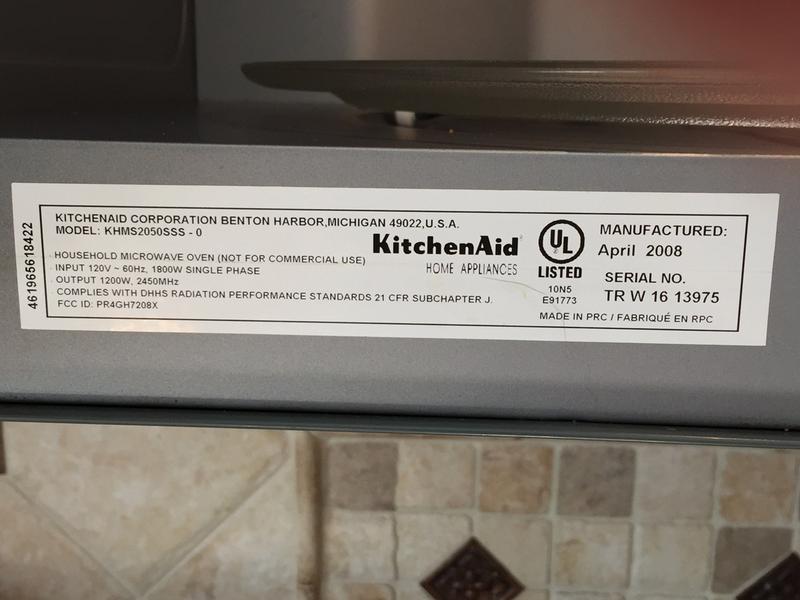 461965618422
KITCHENAID CORPORATION BENTON HARBOR,MICHIGAN 49022,U.S.A.
MODEL: KHMS2050SSS - 0
HOUSEHOLD MICROWAVE OVEN (NOT FOR COMMERCIAL USE)
INPUT 120V ~ 60Hz, 1800W SINGLE PHASE
OUTPUT 1200W, 2450MHz
COMPLIES WITH DHHS RADIATION PERFORMANCE STANDARDS 21 CFR SUBCHAPTER J.
FCC ID: PR4GH7208X
KitchenAid®
HOME APPLIANCES
UL
LISTED
10N5
E91773
MANUFACTURED:
April 2008
SERIAL NO.
TR W 16 13975
MADE IN PRC / FABRIQUÉ EN RPC